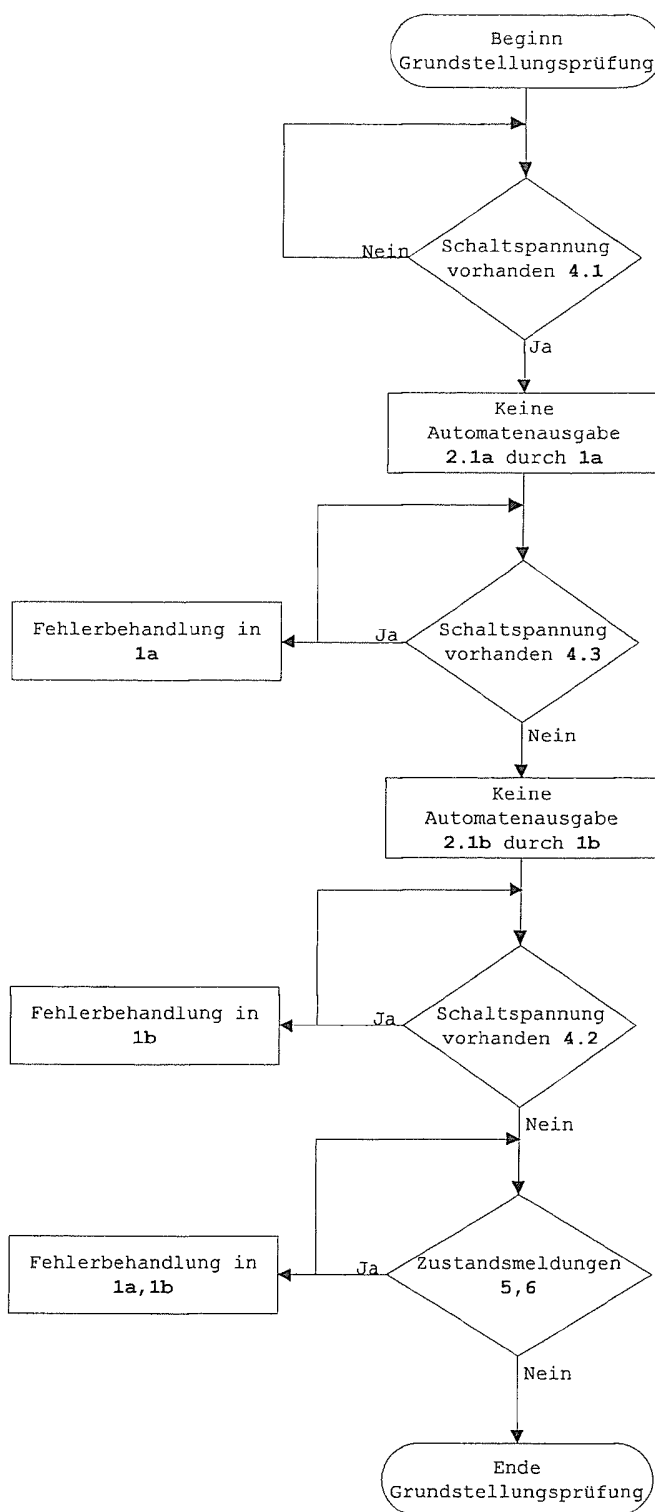 Beginn
Grundstellungsprüfung
Nein
Schaltspannung
vorhanden 4.1
Ja
Keine
Automatenausgabe
2.1a durch 1a
Fehlerbehandlung in
1a
Ja
Schaltspannung
vorhanden 4.3
Nein
Keine
Automatenausgabe
2.1b durch 1b
Fehlerbehandlung in
1b
Ja
Schaltspannung
vorhanden 4.2
Nein
Fehlerbehandlung in
1a,1b
Ja
Zustandsmeldungen
5,6
Nein
Ende
Grundstellungsprüfung